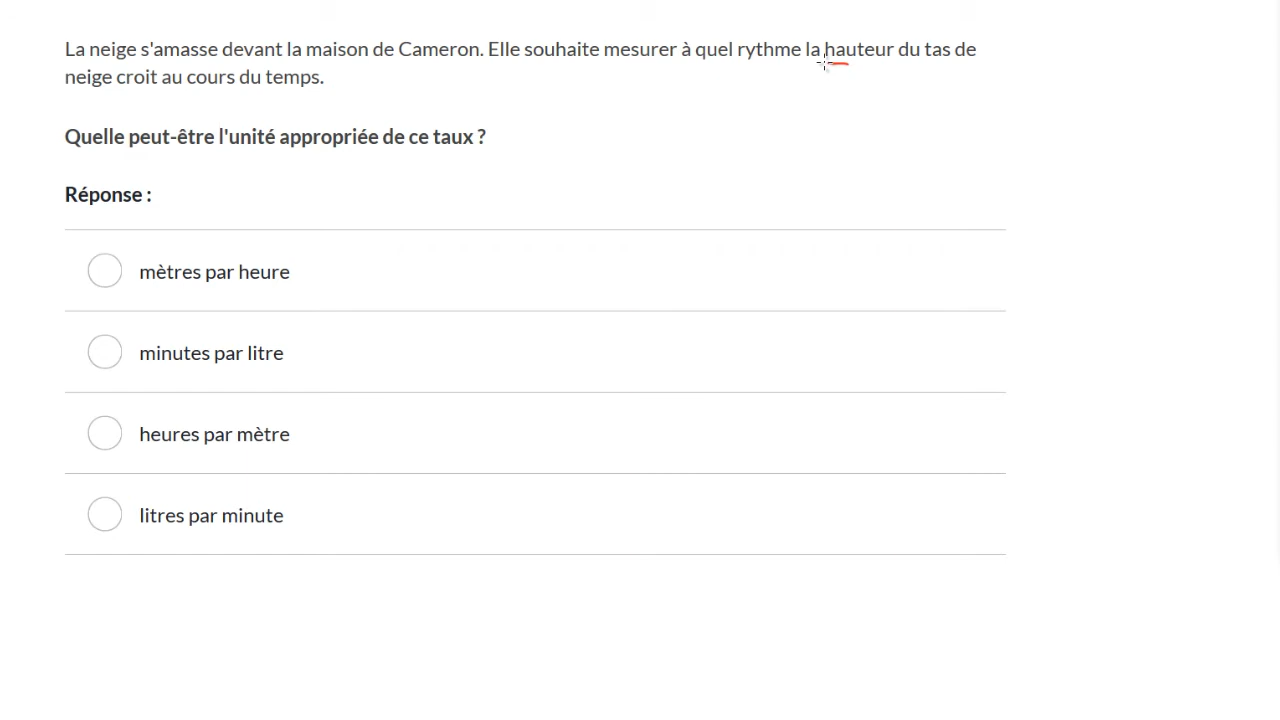 La neige s'amasse devant la maison de Cameron. Elle souhaite mesurer à quel rythme la hauteur du tas de
neige croit au cours du temps.
Quelle peut-être l'unité appropriée de ce taux ?
Réponse :
mètres par heure
minutes par litre
heures par mètre
litres par minute